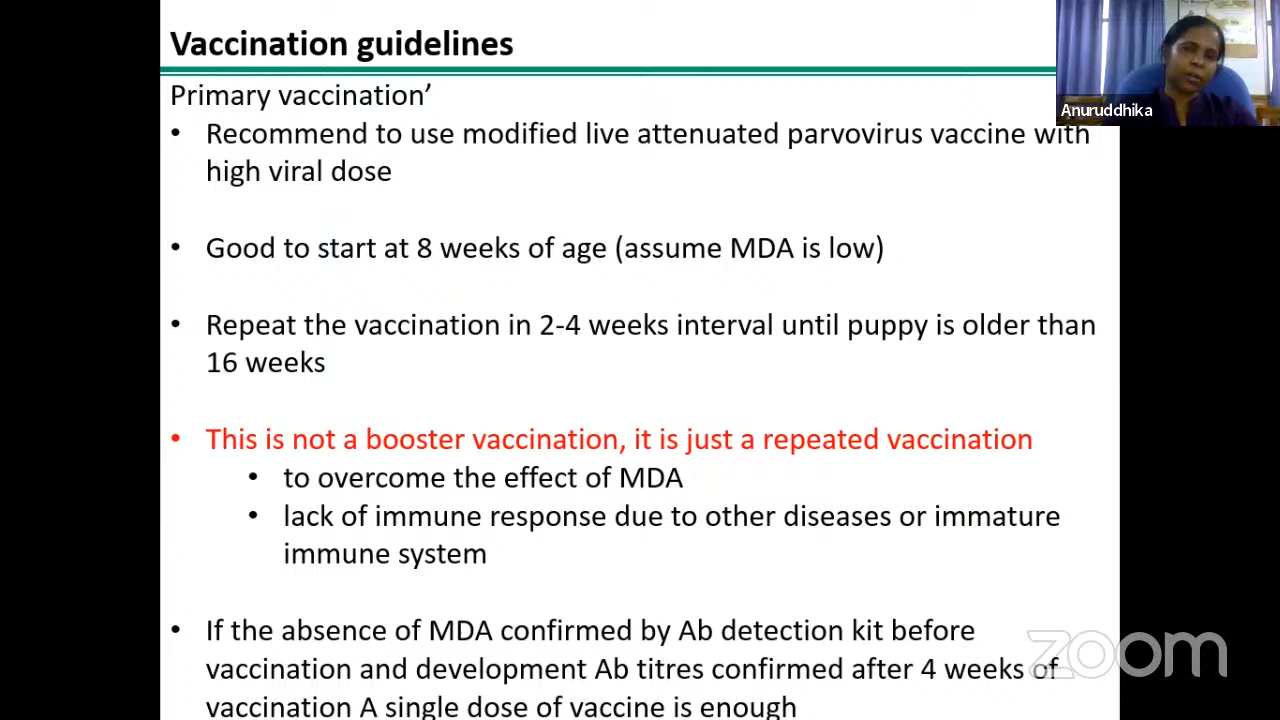 Vaccination guidelines
Primary vaccination’
• Recommend to use modified live attenuated parvovirus vaccine with
high viral dose
• Good to start at 8 weeks of age (assume MDA is low)
• Repeat the vaccination in 2-4 weeks interval until puppy is older than
16 weeks
• This is not a booster vaccination, it is just a repeated vaccination
• to overcome the effect of MDA
• lack of immune response due to other diseases or immature
immune system
• If the absence of MDA confirmed by Ab detection kit before
vaccination and development Ab titres confirmed after 4 weeks of
vaccination A single dose of vaccine is enough
Anuruddhika
zoom